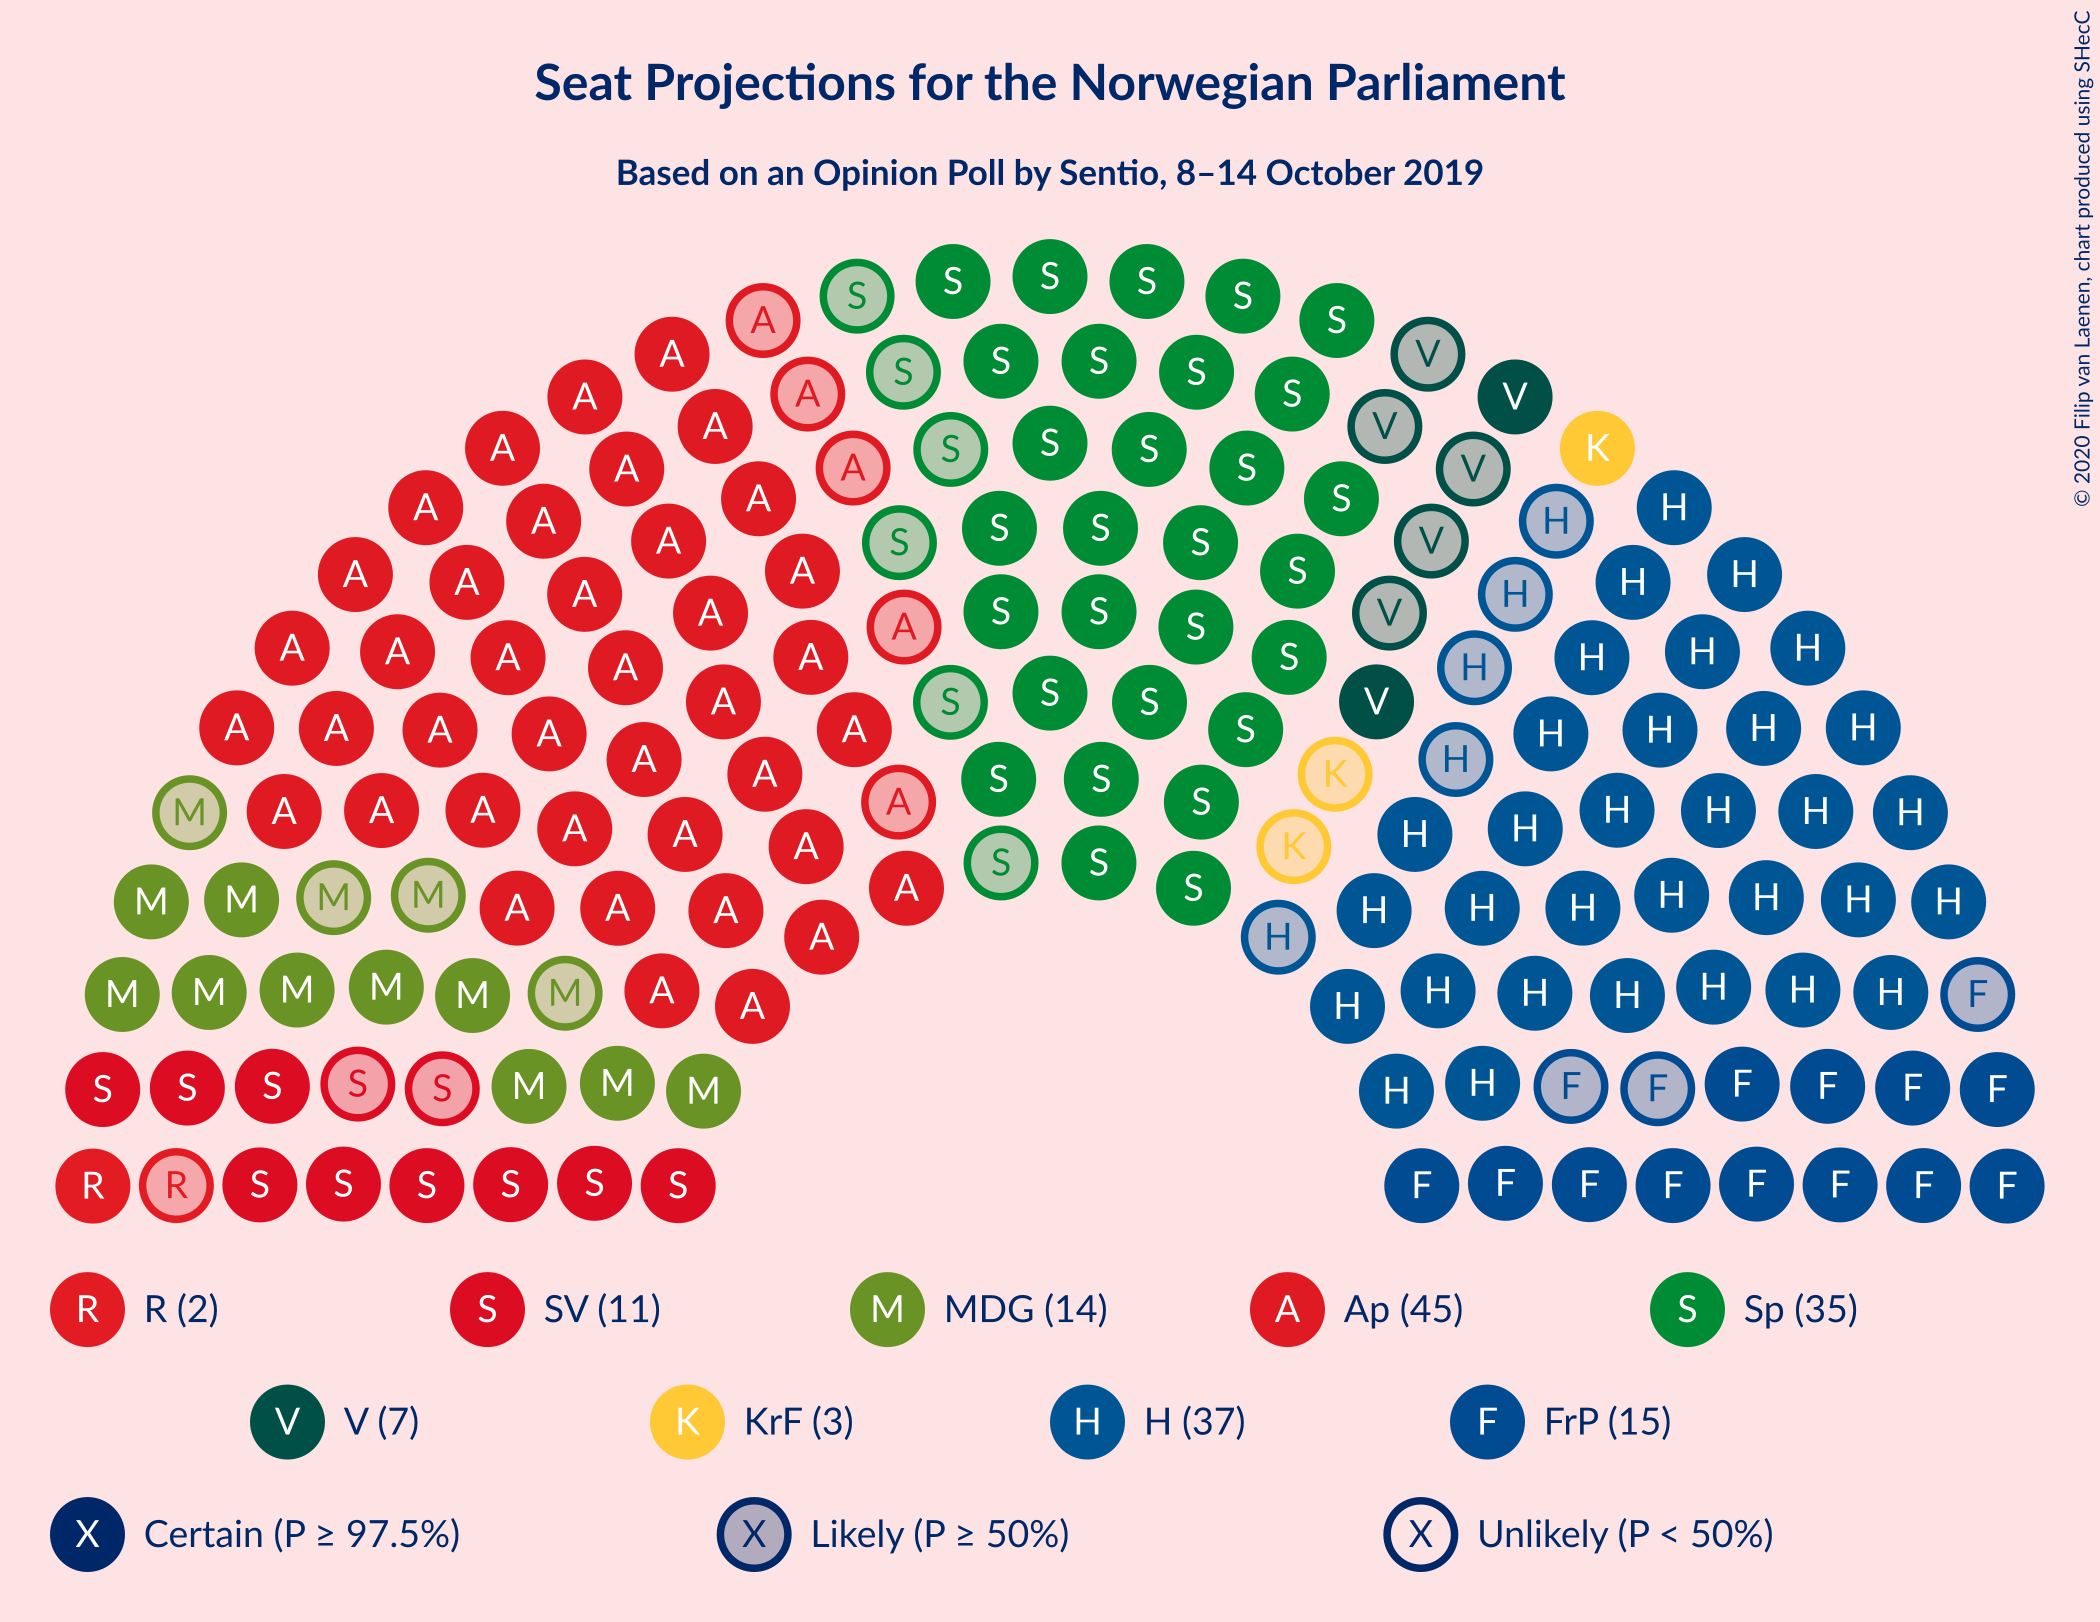 Seat Projections for the Norwegian Parliament
Based on an Opinion Poll by Sentio, 8–14 October 2019
© 2020 Filip van Laenen, chart produced using SHecC
S S S S S S
A A V V
A A K
S S S S S
A A H
A A V V
A H
A S S S S S
A A H
A A V H
A S S S S S
A A H H
A A V H
A A S S S S H
A A H H
A A V H
A A S S S S H
A A K H
A A A A S S S H H H H
M A A A A A A K H H H H H H
M M M M A A A A S S S H H H H H H H
M M M M M M A A A H H H H H H H H F
S S S S S M M M H H F F F F F F
R R S S S S S S F F F F F F F F
R R (2) S SV (11) M MDG (14) A Ap (45) S Sp (35)
V V (7) K KrF (3) H H (37) F FrP (15)
X Certain (P ≥ 97.5%) X Likely (P ≥ 50%) X Unlikely (P < 50%)